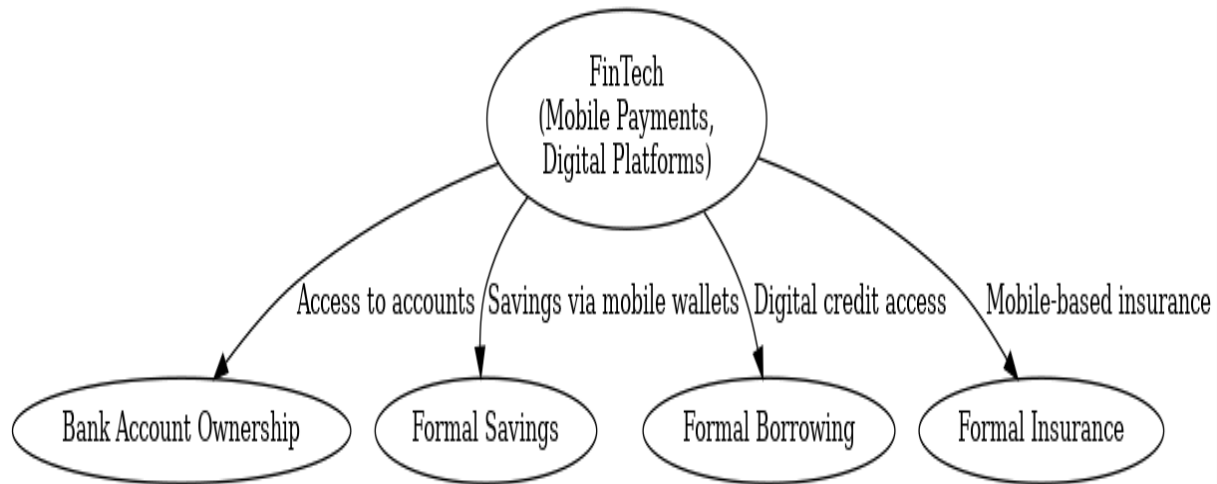 FinTech
(Mobile Payments,
Digital Platforms)
Access to accounts
Savings via mobile wallets
Digital credit access
Mobile-based insurance
Bank Account Ownership
Formal Savings
Formal Borrowing
Formal Insurance